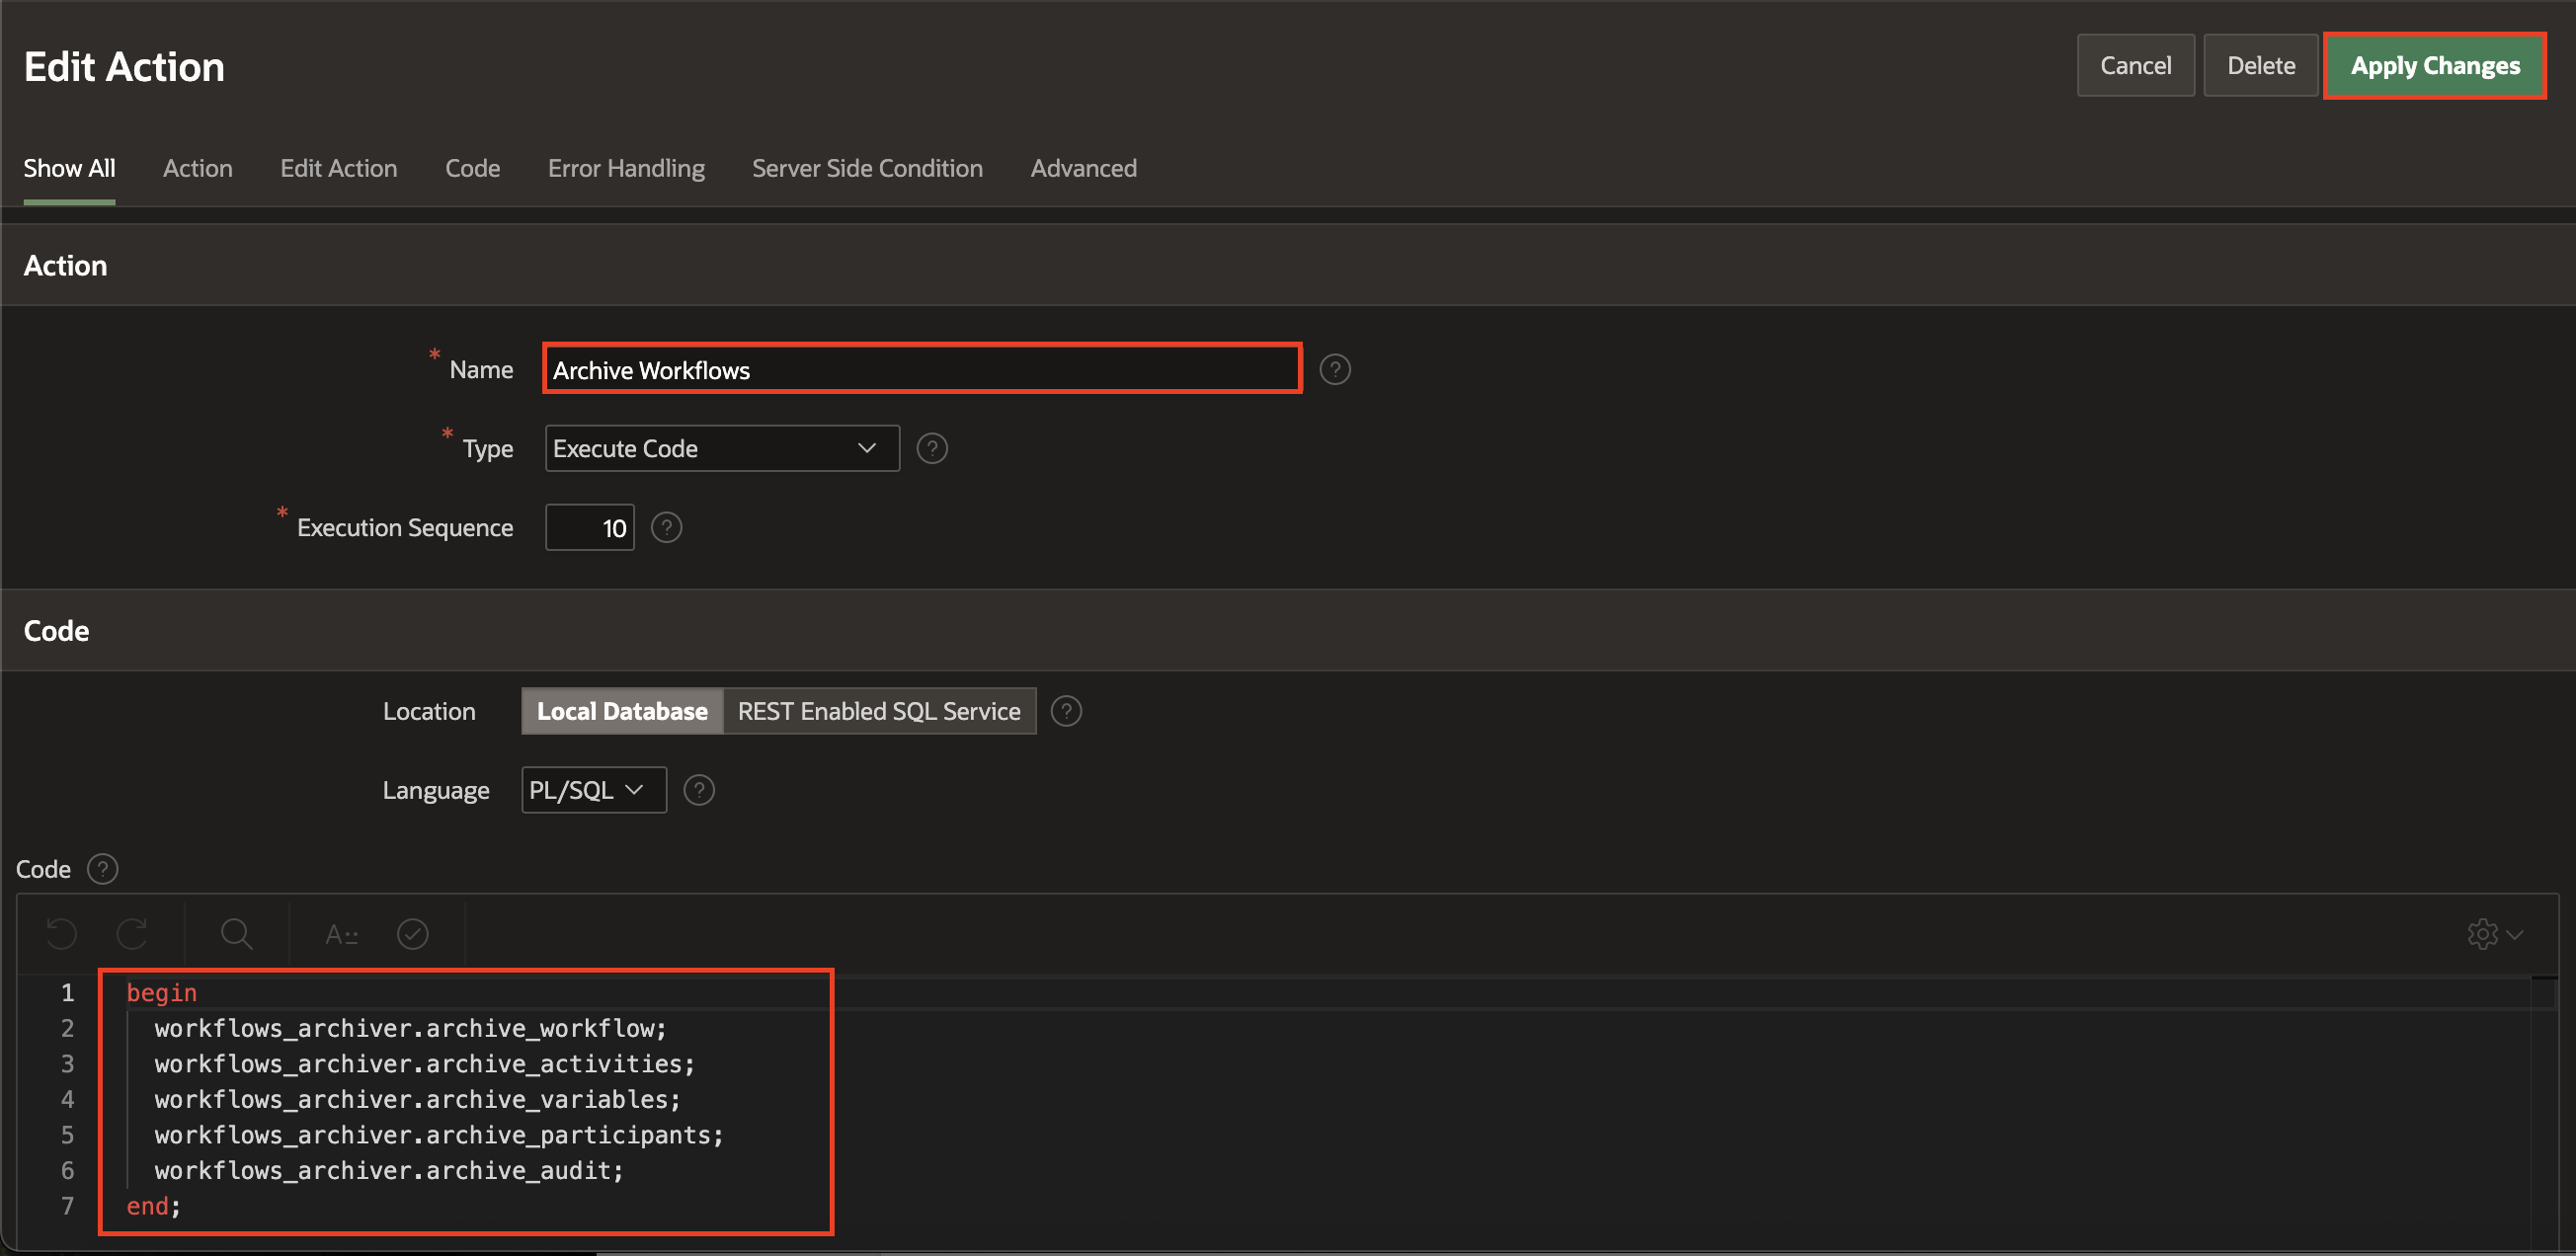 Edit Action
Cancel
Delete
Apply Changes
Show All
Action
Edit Action
Code
Error Handling
Server Side Condition
Advanced
Action
* Name
Archive Workflows
?
* Type
Execute Code
?
* Execution Sequence
10
?
Code
Location
Local Database
REST Enabled SQL Service
?
Language
PL/SQL
?
Code
?
A
1 begin
2 workflows_archiver.archive_workflow;
3 workflows_archiver.archive_activities;
4 workflows_archiver.archive_variables;
5 workflows_archiver.archive_participants;
6 workflows_archiver.archive_audit;
7 end;